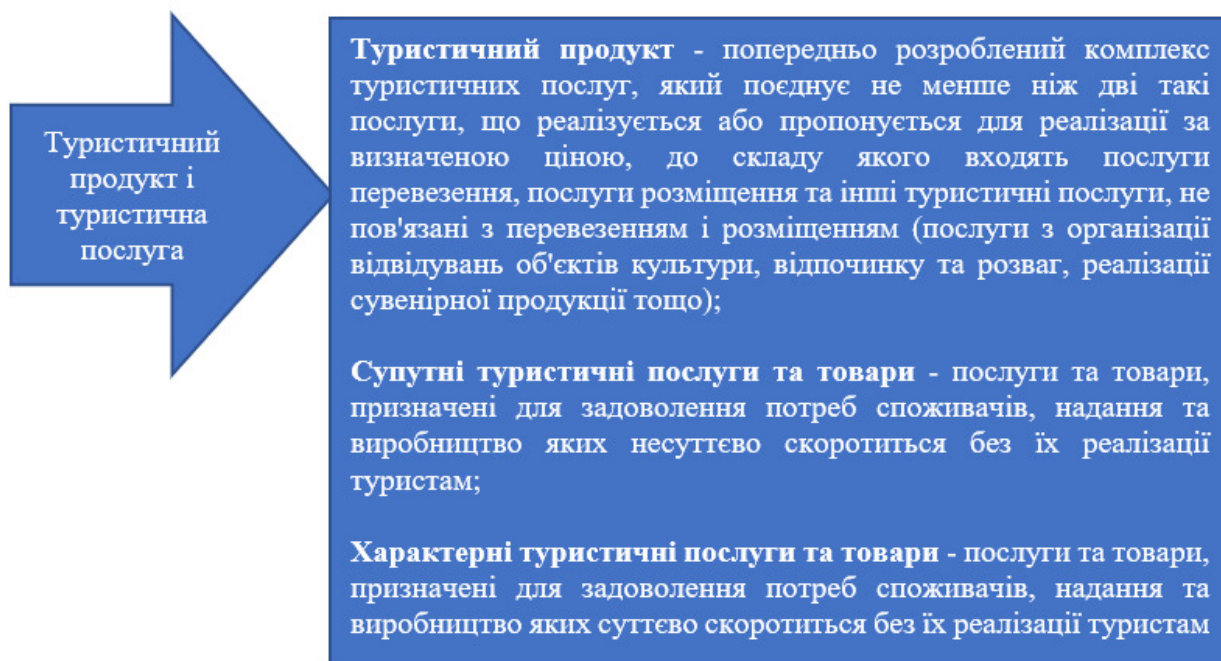 Туристичний
продукт і
туристична
послуга
Туристичний продукт - попередньо розроблений комплекс
туристичних послуг, який поєднує не менше ніж дві такі
послуги, що реалізується або пропонується для реалізації за
визначеною ціною, до складу якого входять послуги
перевезення, послуги розміщення та інші туристичні послуги, не
пов'язані з перевезенням і розміщенням (послуги з організації
відвідувань об'єктів культури, відпочинку та розваг, реалізації
сувенірної продукції тощо);
Супутні туристичні послуги та товари - послуги та товари,
призначені для задоволення потреб споживачів, надання та
виробництво яких несуттєво скоротиться без їх реалізації
туристам;
Характерні туристичні послуги та товари - послуги та товари,
призначені для задоволення потреб споживачів, надання та
виробництво яких суттєво скоротиться без їх реалізації туристам